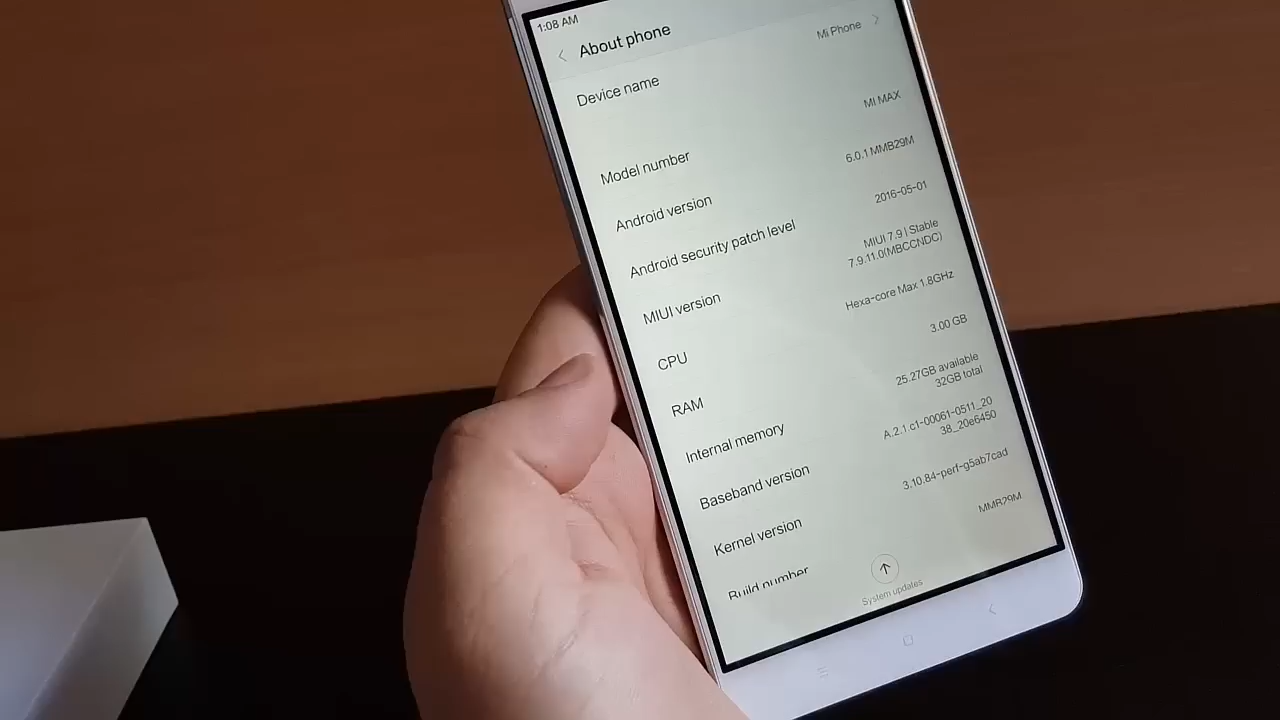 1:08 AM
About phone
Device name
Mi Phone
Model number
MI MAX
Android version
6.0.1 MMB29M
Android security patch level
2016-05-01
MIUI version
MIUI 7.9 | Stable
7.9.11.0(MBCCNDC)
CPU
Hexa-core Max 1.8GHz
RAM
3.00 GB
Internal memory
25.27GB available
32GB total
Baseband version
A.2.1.c1-00061-0511_20
38_20e6450
Kernel version
3.10.84-perf-g5ab7cad
Build number
MMB29M
System updates